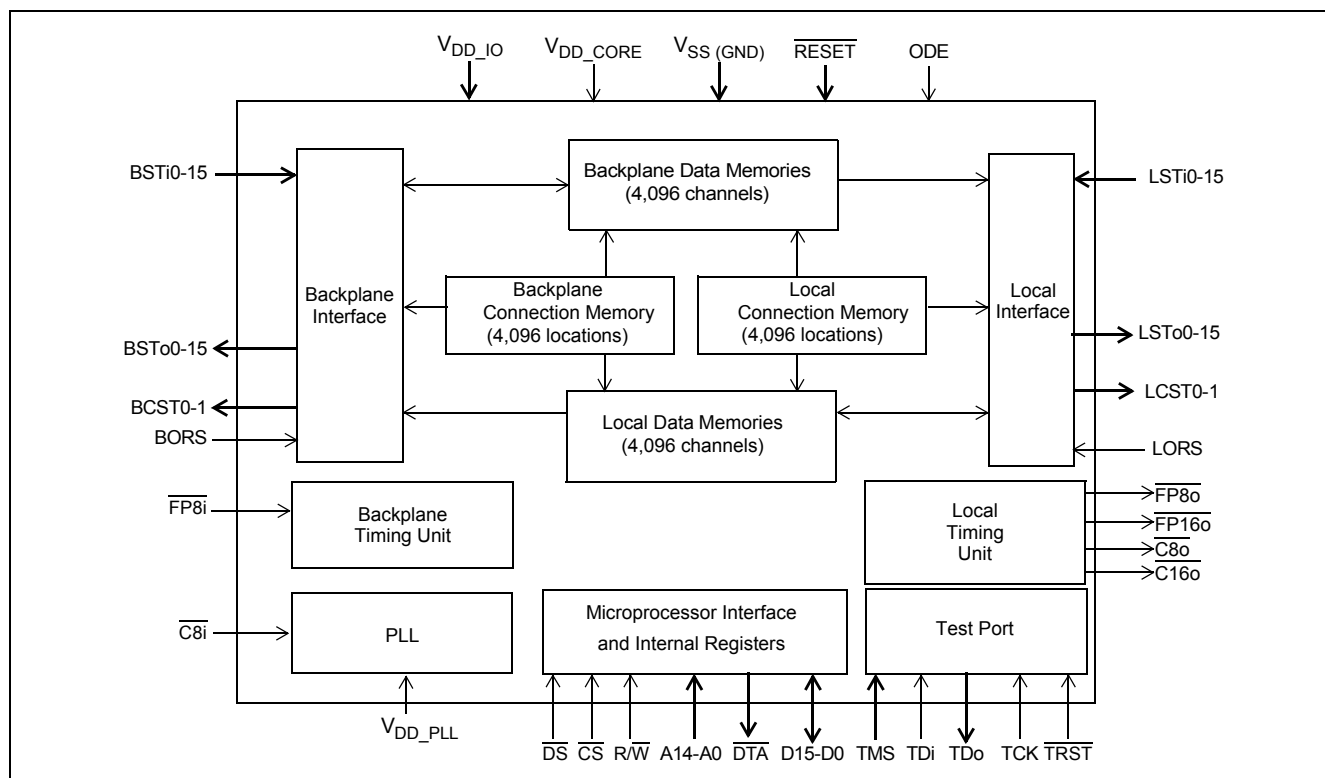 V_DD_IO V_DD_CORE V_SS (GND) RESET ODE
BSTi0-15
Backplane Data Memories
(4,096 channels)
LSTi0-15
Backplane
Interface
Backplane
Connection Memory
(4,096 locations)
Local
Connection Memory
(4,096 locations)
Local
Interface
BSTo0-15
LSTo0-15
BCST0-1
LCST0-1
BORS
Local Data Memories
(4,096 channels)
LORS
FP8i
Backplane
Timing Unit
Local
Timing
Unit
FP8o
FP16o
C8o
C16o
C8i
PLL
Microprocessor Interface
and Internal Registers
Test Port
V_DD_PLL
DS CS R/W A14-A0 DTA D15-D0 TMS TDi TDo TCK TRST